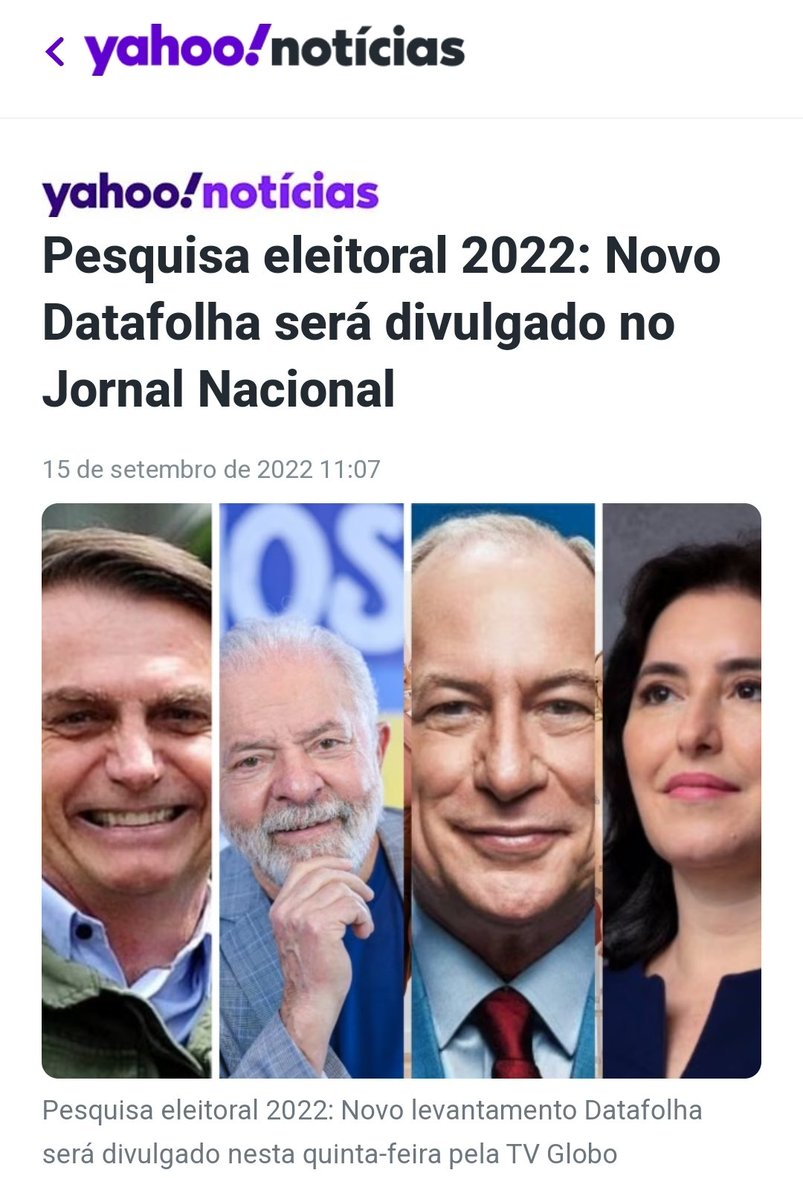 yahoo!notícias
yahoo!notícias
Pesquisa eleitoral 2022: Novo
Datafolha será divulgado no
Jornal Nacional
15 de setembro de 2022 11:07
OS
Pesquisa eleitoral 2022: Novo levantamento Datafolha
será divulgado nesta quinta-feira pela TV Globo